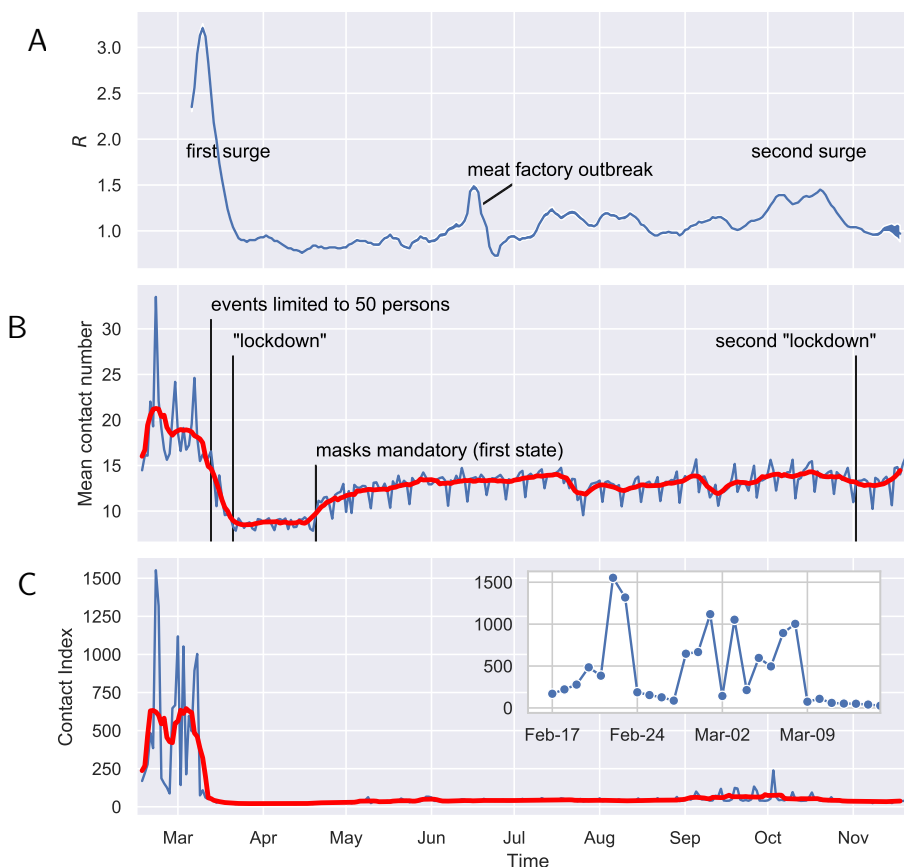 A
3.0
2.5
2.0
1.5
1.0
R
first surge
meat factory outbreak
second surge
B
30
25
20
15
10
Mean contact number
events limited to 50 persons
"lockdown"
second "lockdown"
masks mandatory (first state)
C
1500
1250
1000
750
500
250
0
Contact Index
1500
1000
500
0
Feb-17 Feb-24 Mar-02 Mar-09
Mar Apr May Jun Jul Aug Sep Oct Nov
Time